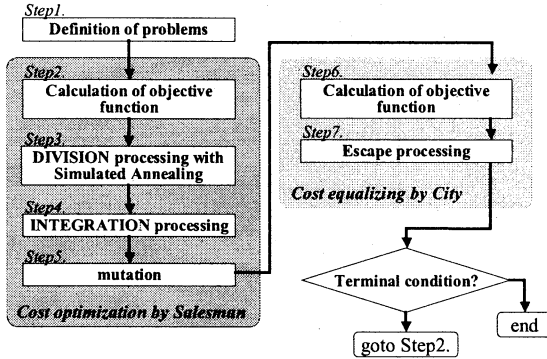 Step1.
Definition of problems
Step2.
Calculation of objective
function
Step3.
DIVISION processing with
Simulated Annealing
Step4
INTEGRATION processing
Step5.
mutation
Cost optimization by Salesman
Step6.
Calculation of objective
function
Step7.
Escape processing
Cost equalizing by City
Terminal condition?
end
goto Step2.